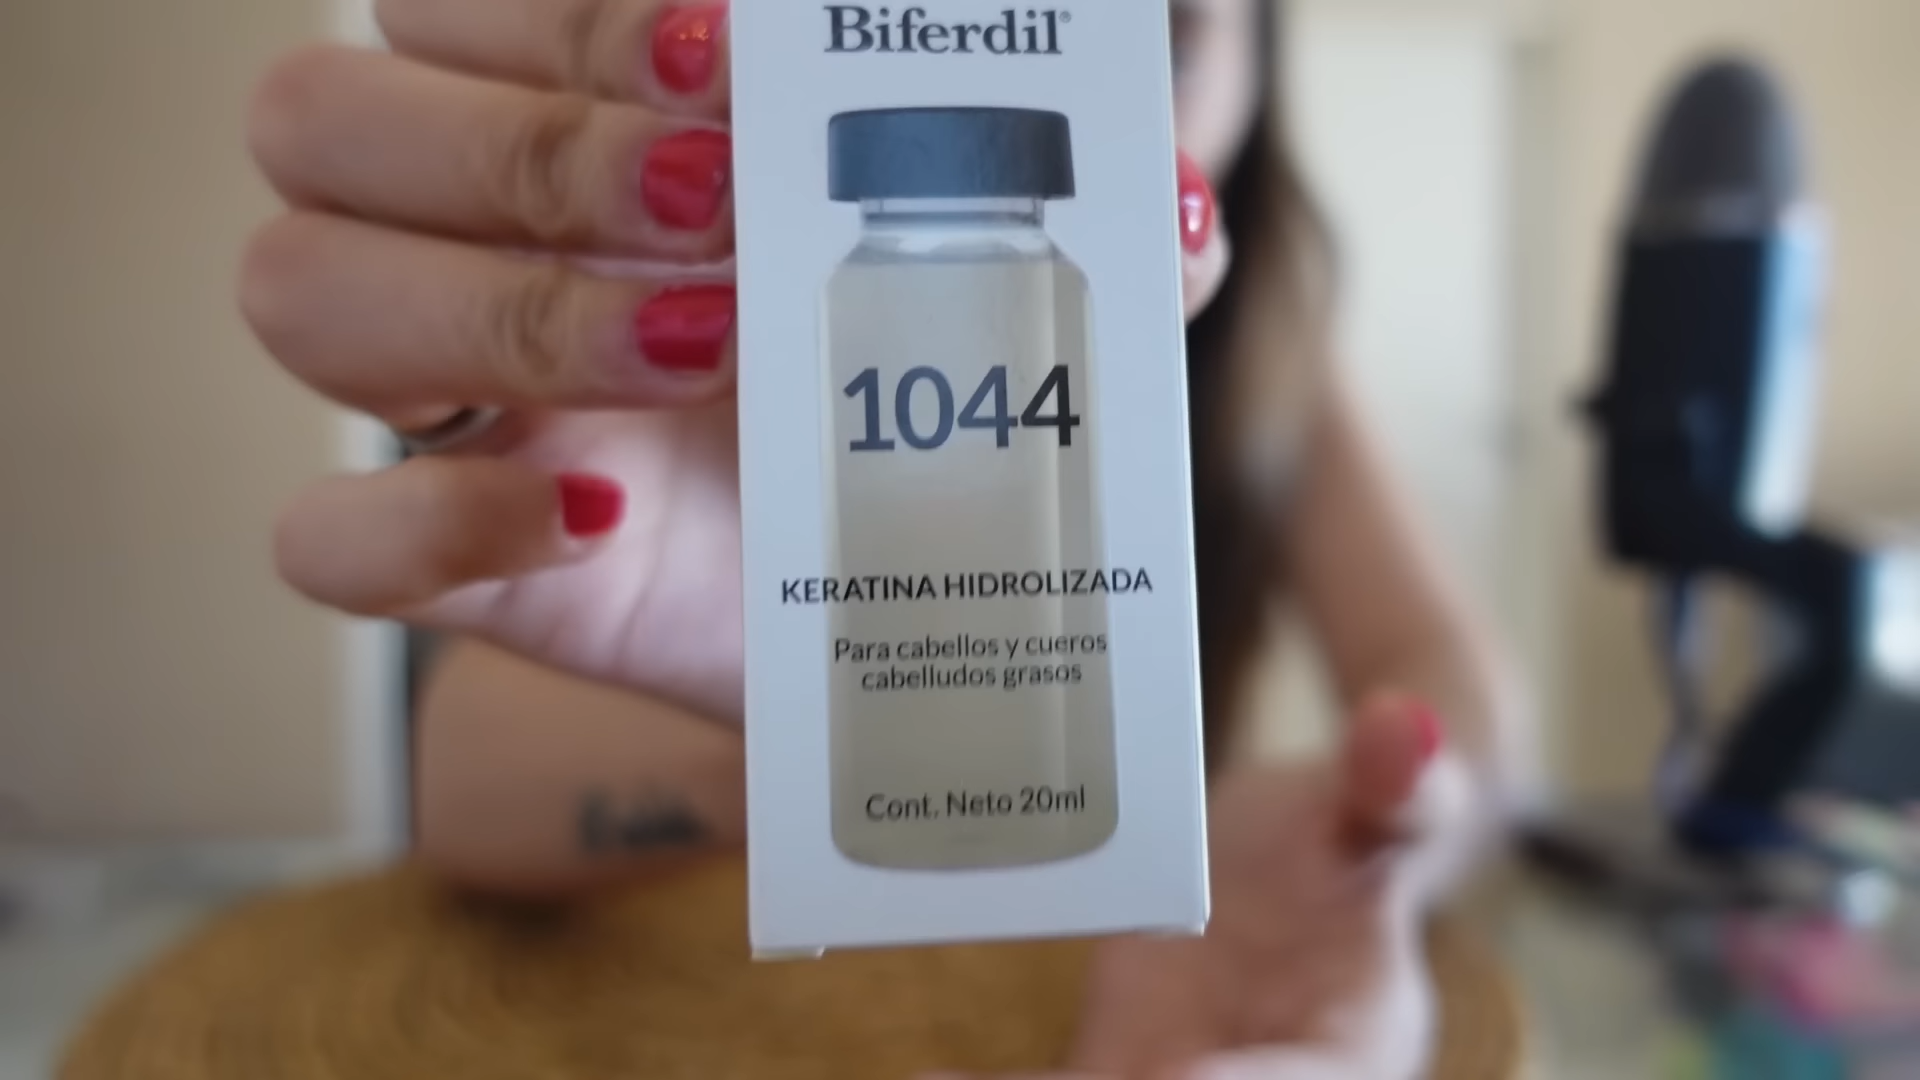 Biferdil®
1044
KERATINA HIDROLIZADA
Para cabellos y cueros
cabelludos grasos
Cont. Neto 20ml